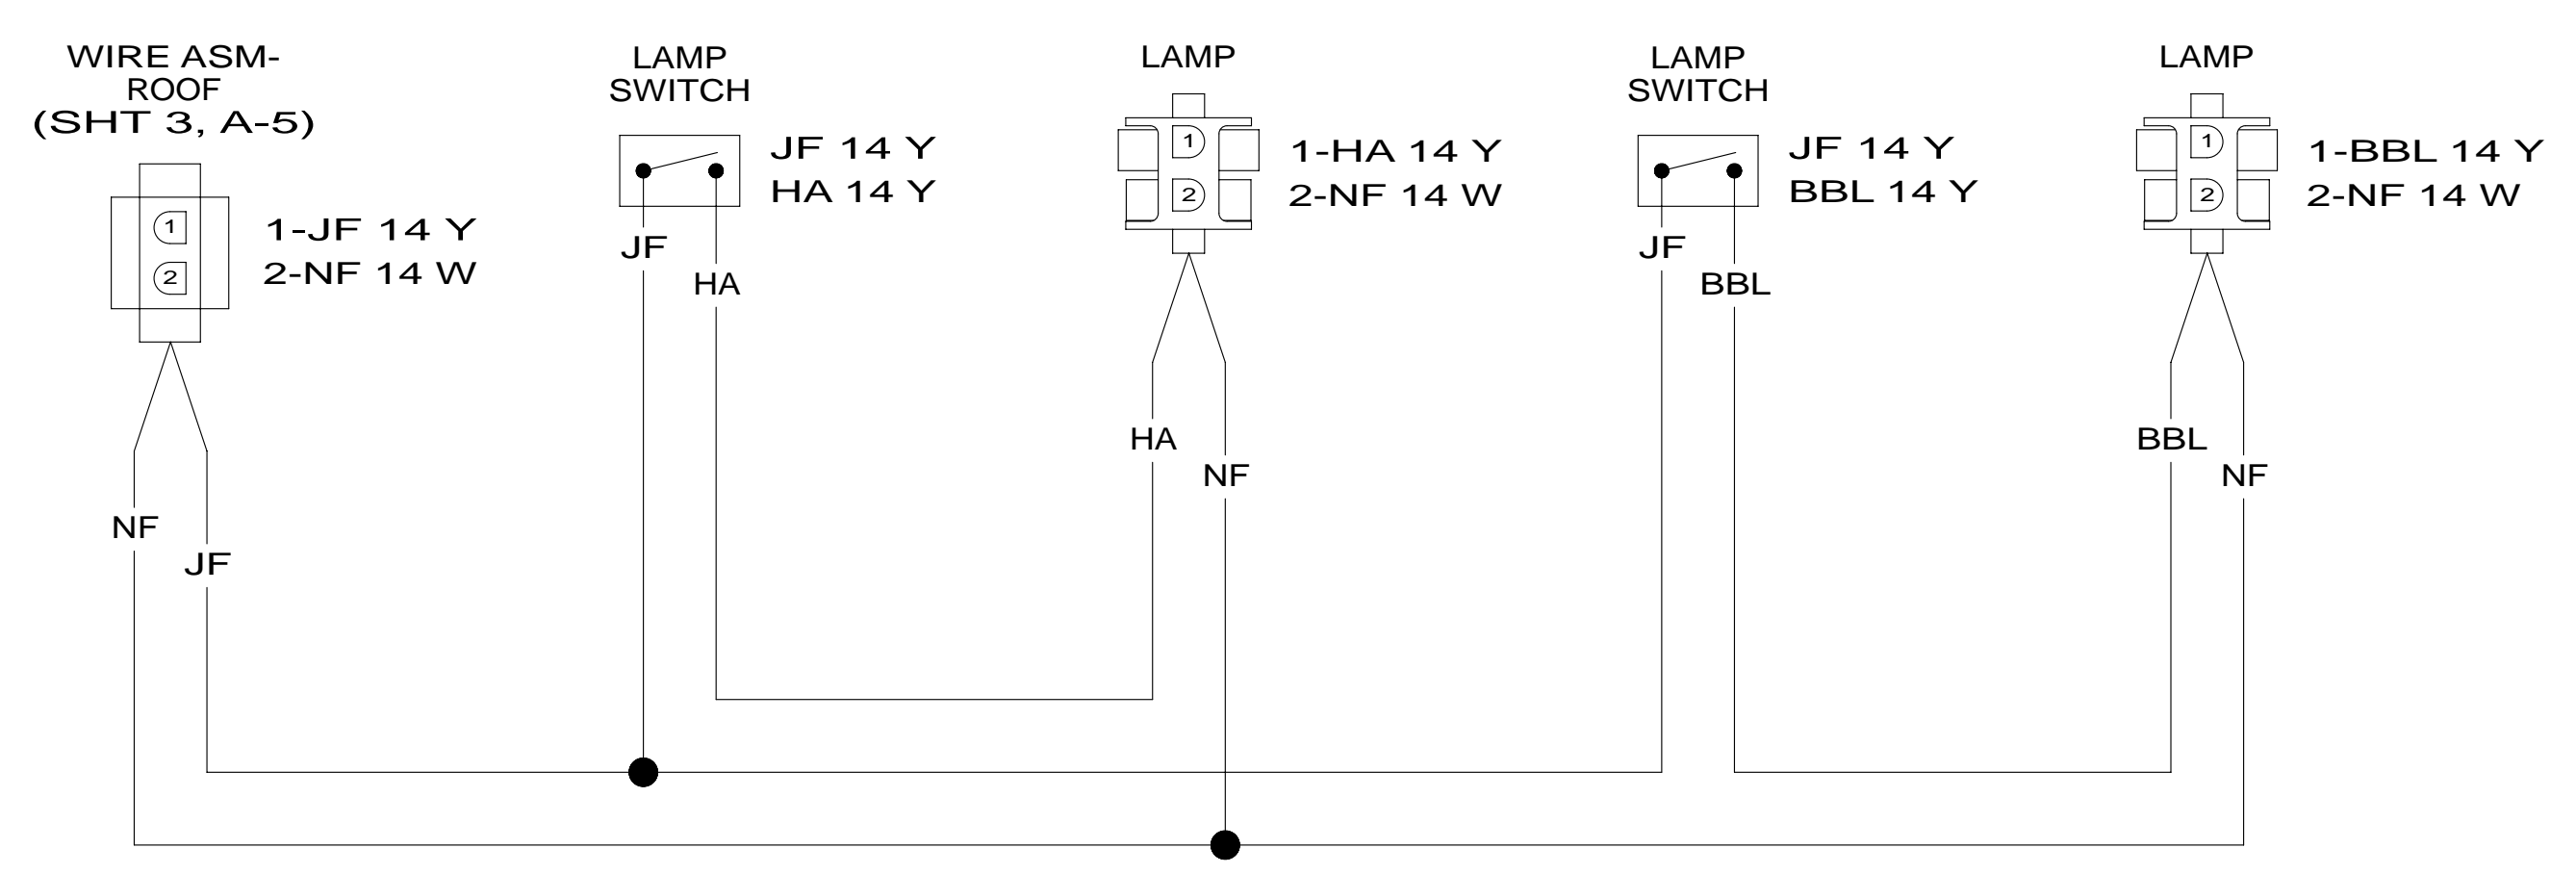 WIRE ASM-
ROOF
(SHT 3, A-5)
1
2
1-JF 14 Y
2-NF 14 W
NF
JF
LAMP
SWITCH
JF 14 Y
HA 14 Y
JF
HA
LAMP
1
2
1-HA 14 Y
2-NF 14 W
HA
NF
LAMP
SWITCH
JF 14 Y
BBL 14 Y
JF
BBL
LAMP
1
2
1-BBL 14 Y
2-NF 14 W
BBL
NF